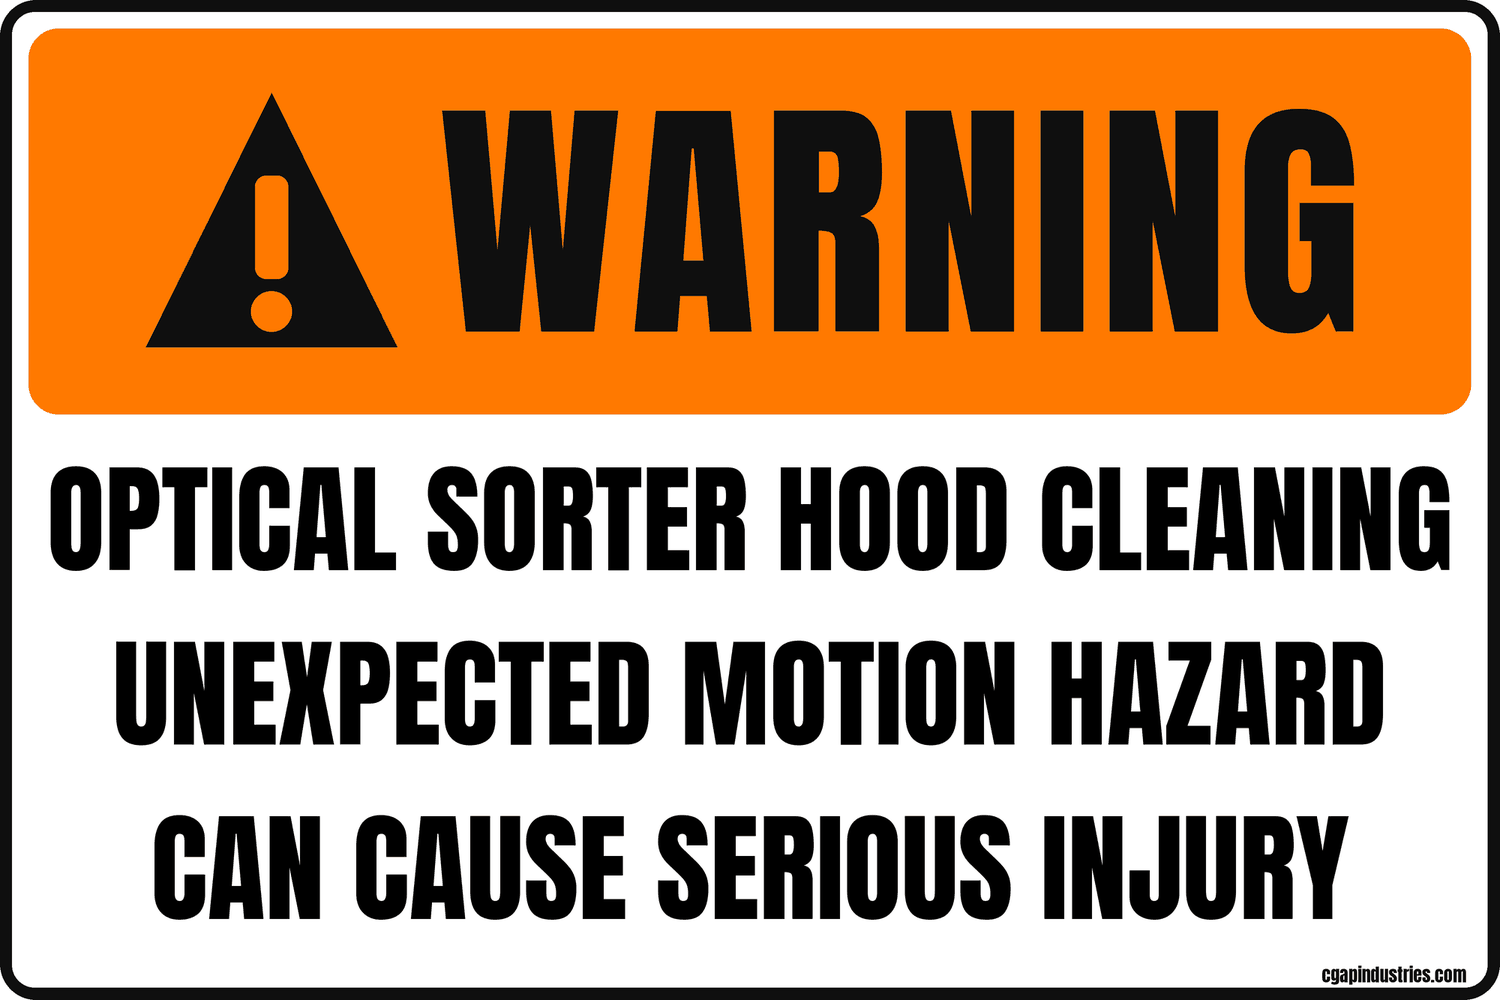 WARNING
OPTICAL SORTER HOOD CLEANING
UNEXPECTED MOTION HAZARD
CAN CAUSE SERIOUS INJURY
cgapindustries.com